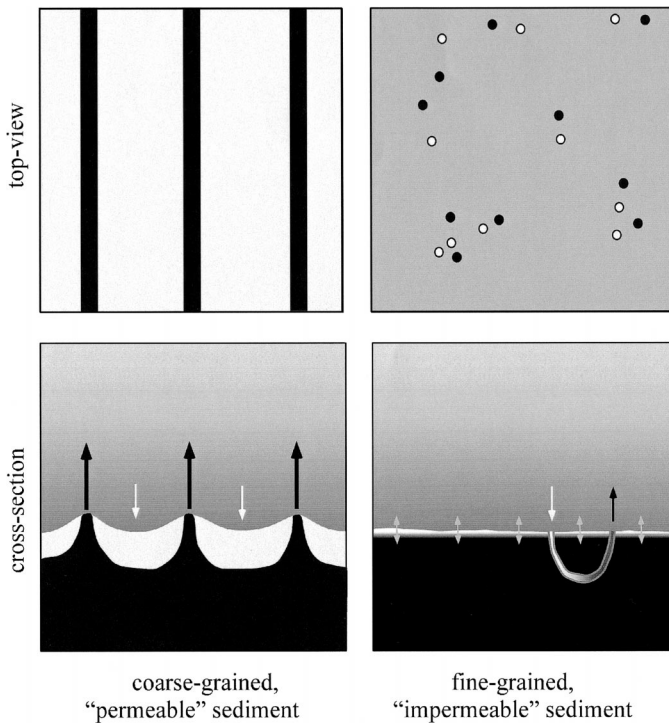 top-view
cross-section
coarse-grained,
“permeable” sediment
fine-grained,
“impermeable” sediment